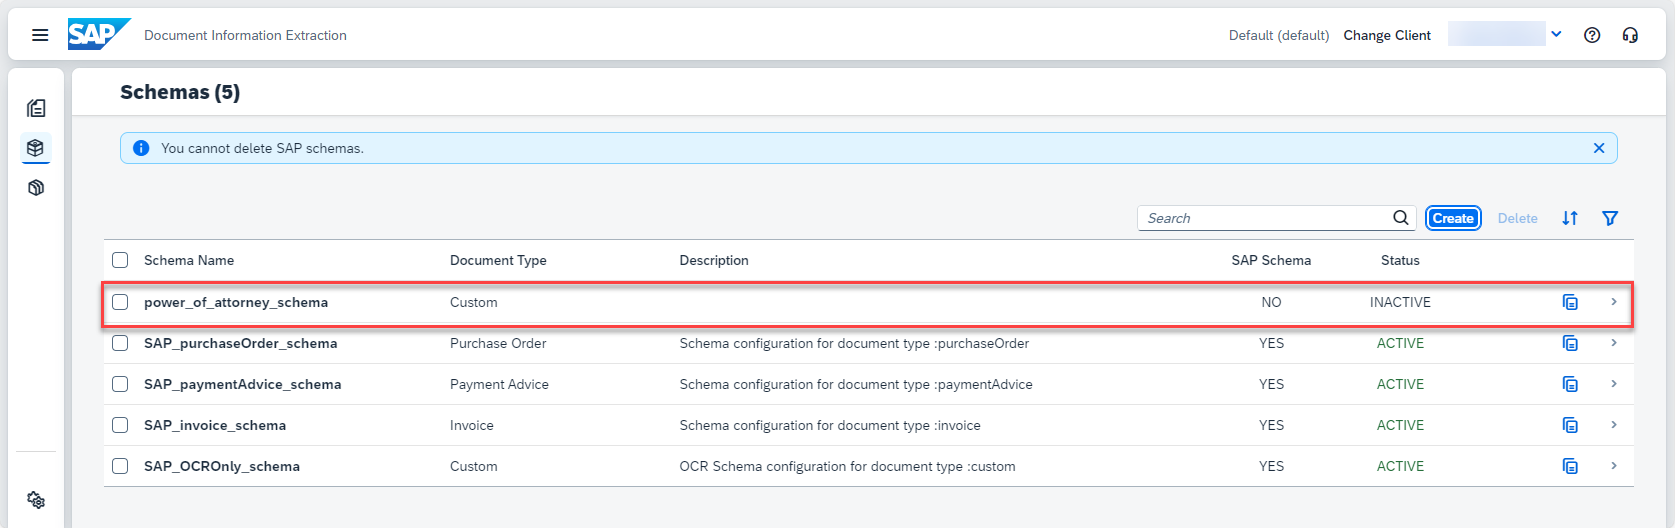 SAP Document Information Extraction Default (default) Change Client
Schemas (5)
You cannot delete SAP schemas.
Search Create Delete
Schema Name Document Type Description SAP Schema Status
power_of_attorney_schema Custom NO INACTIVE
SAP_purchaseOrder_schema Purchase Order Schema configuration for document type :purchaseOrder YES ACTIVE
SAP_paymentAdvice_schema Payment Advice Schema configuration for document type :paymentAdvice YES ACTIVE
SAP_invoice_schema Invoice Schema configuration for document type :invoice YES ACTIVE
SAP_OCROnly_schema Custom OCR Schema configuration for document type :custom YES ACTIVE